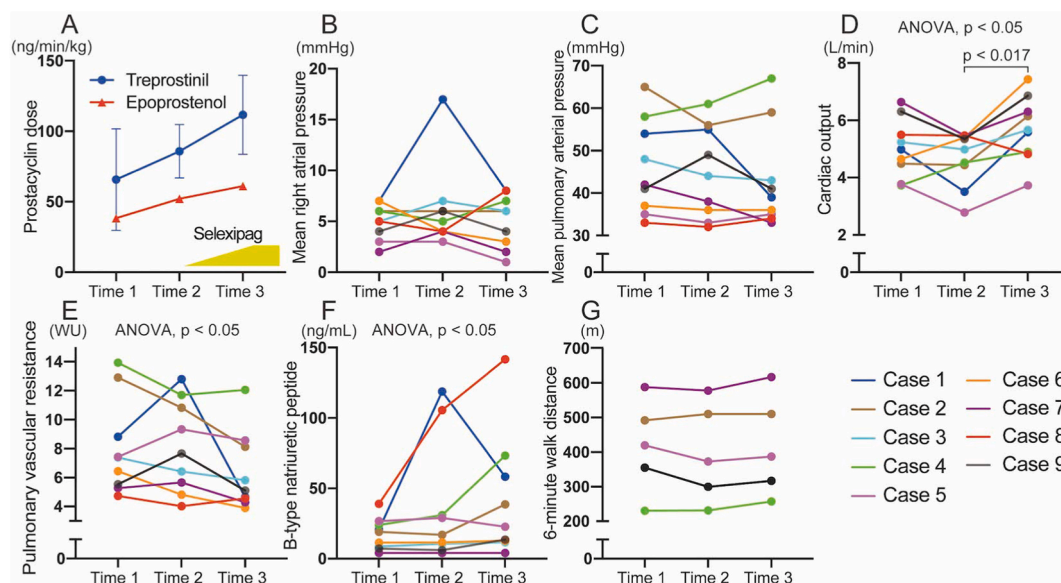 A
(ng/min/kg)
Prostacyclin dose
150
100
50
0
Treprostinil
Epoprostenol
Selexipag
Time 1 Time 2 Time 3
B
(mmHg)
Mean right atrial pressure
20
15
10
5
0
Time 1 Time 2 Time 3
C
(mmHg)
Mean pulmonary arterial pressure
70
60
50
40
30
0
Time 1 Time 2 Time 3
D
(L/min)
ANOVA, p < 0.05
p < 0.017
Cardiac output
8
6
4
2
0
Time 1 Time 2 Time 3
E
(WU)
ANOVA, p < 0.05
Pulmonary vascular resistance
14
12
10
8
6
4
0
Time 1 Time 2 Time 3
F
(ng/mL)
ANOVA, p < 0.05
B-type natriuretic peptide
150
100
50
0
Time 1 Time 2 Time 3
G
(m)
6-minute walk distance
700
600
500
400
300
200
0
Time 1 Time 2 Time 3
Case 1
Case 2
Case 3
Case 4
Case 5
Case 6
Case 7
Case 8
Case 9